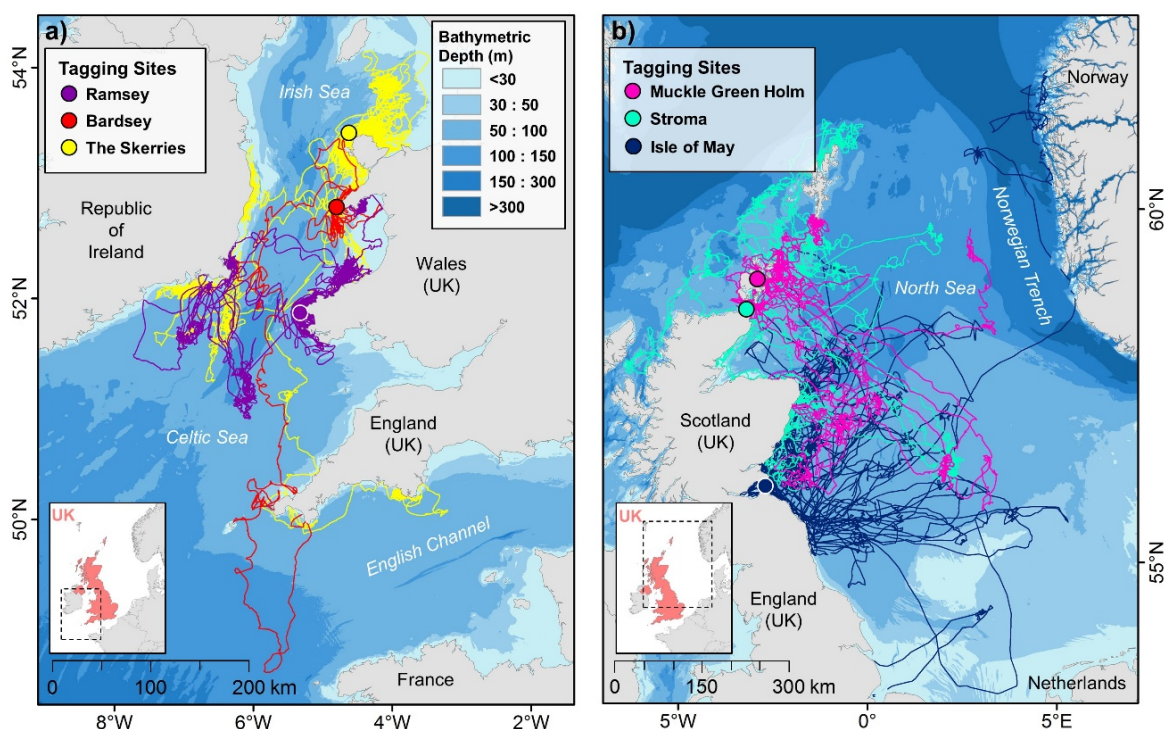 a)
Tagging Sites
Ramsey
Bardsey
The Skerries
Bathymetric
Depth (m)
<30
30 : 50
50 : 100
100 : 150
150 : 300
>300
Irish Sea
Republic
of
Ireland
Wales
(UK)
Celtic Sea
England
(UK)
English Channel
France
UK
0 100 200 km
54°N
52°N
50°N
8°W 6°W 4°W 2°W
b)
Tagging Sites
Muckle Green Holm
Stroma
Isle of May
Norway
Norwegian Trench
North Sea
Scotland
(UK)
England
(UK)
Netherlands
UK
0 150 300 km
60°N
55°N
5°W 0° 5°E